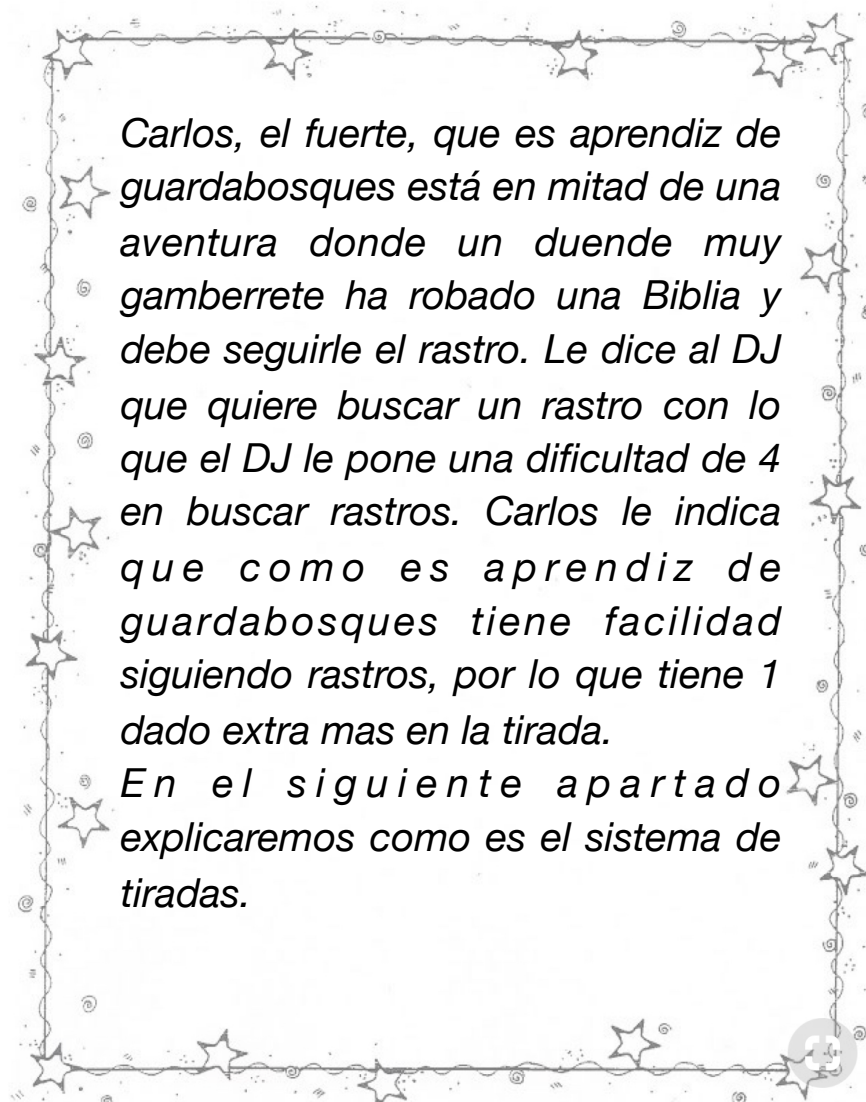 Carlos, el fuerte, que es aprendiz de
guardabosques está en mitad de una
aventura donde un duende muy
gamberrete ha robado una Biblia y
debe seguirle el rastro. Le dice al DJ
que quiere buscar un rastro con lo
que el DJ le pone una dificultad de 4
en buscar rastros. Carlos le indica
que como es aprendiz de
guardabosques tiene facilidad
siguiendo rastros, por lo que tiene 1
dado extra mas en la tirada.
En el siguiente apartado
explicaremos como es el sistema de
tiradas.